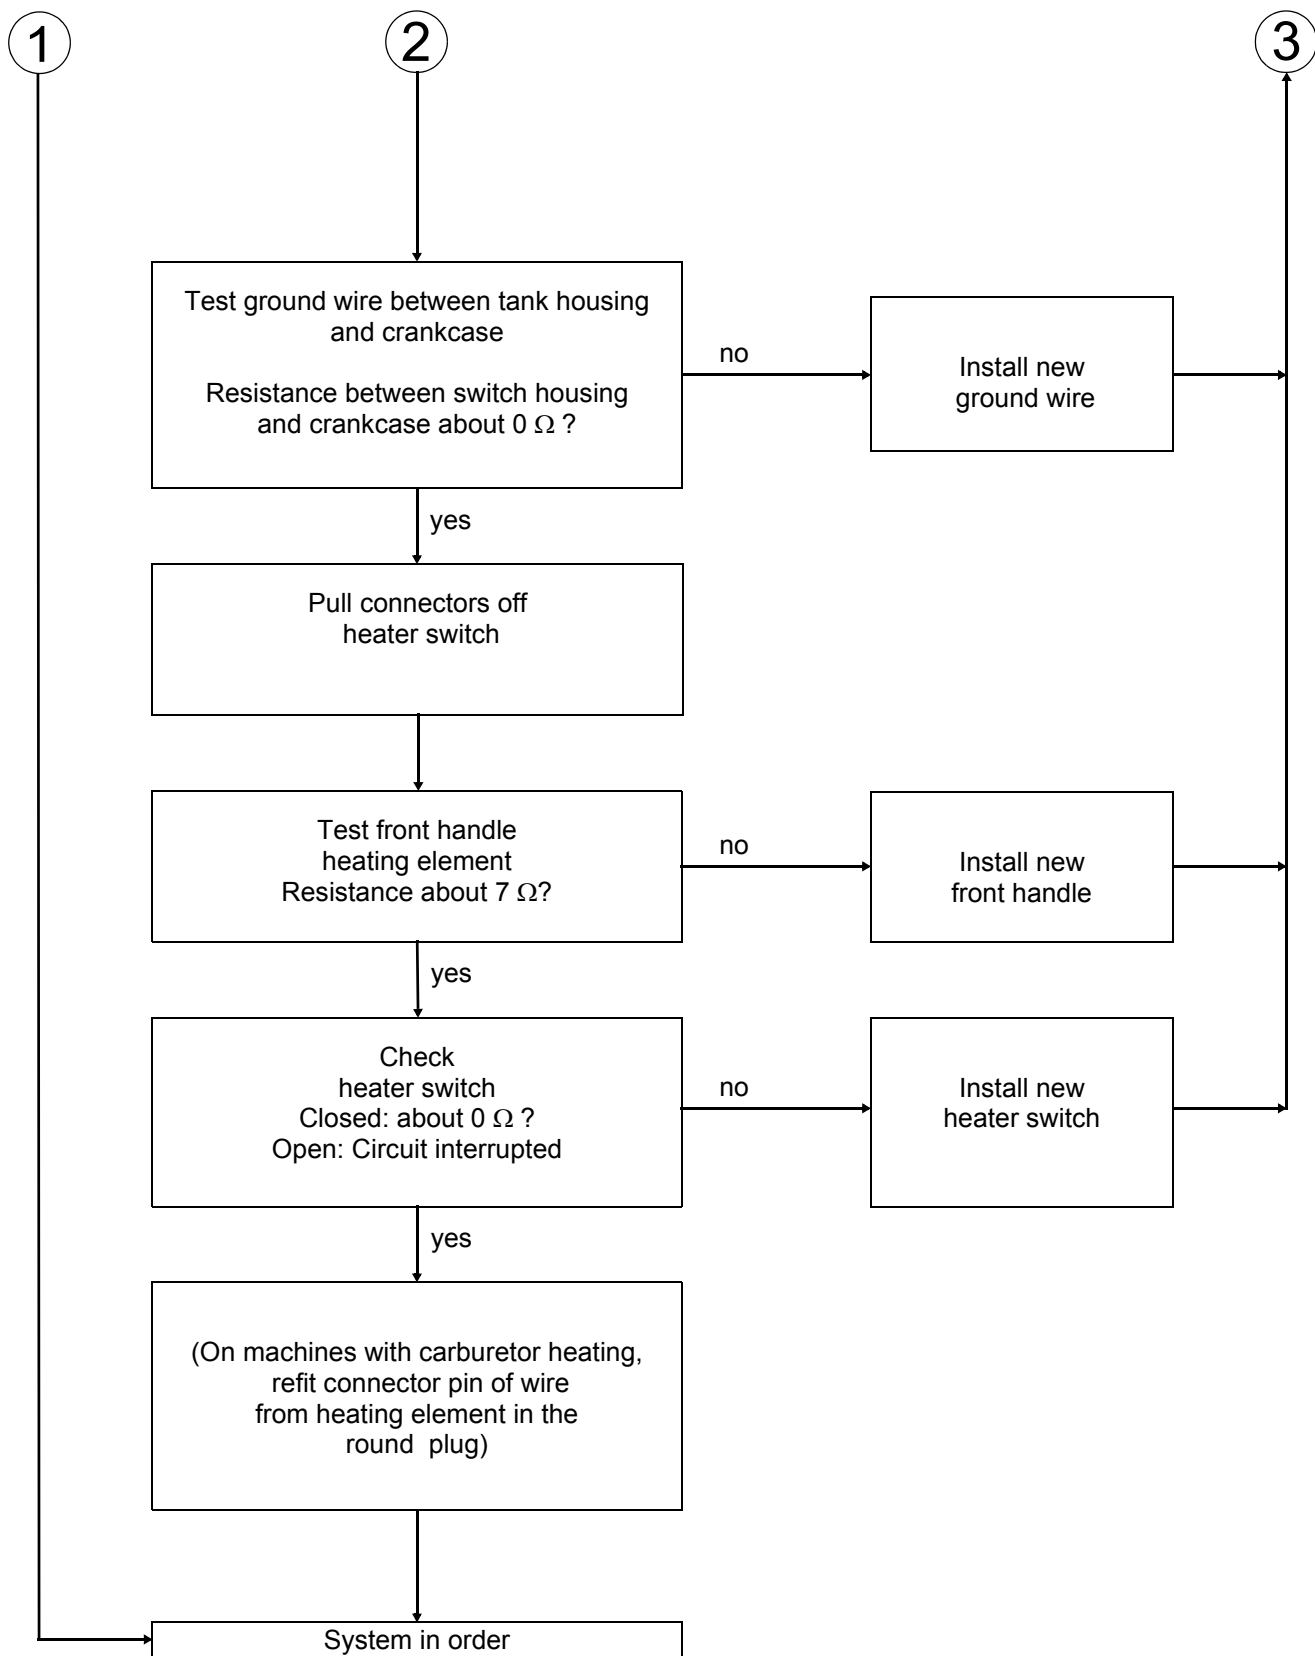 1
2
3
Test ground wire between tank housing
and crankcase
Resistance between switch housing
and crankcase about 0 Ω ?
no
Install new
ground wire
yes
Pull connectors off
heater switch
Test front handle
heating element
Resistance about 7 Ω?
no
Install new
front handle
yes
Check
heater switch
Closed: about 0 Ω ?
Open: Circuit interrupted
no
Install new
heater switch
yes
(On machines with carburetor heating,
refit connector pin of wire
from heating element in the
round plug)
System in order